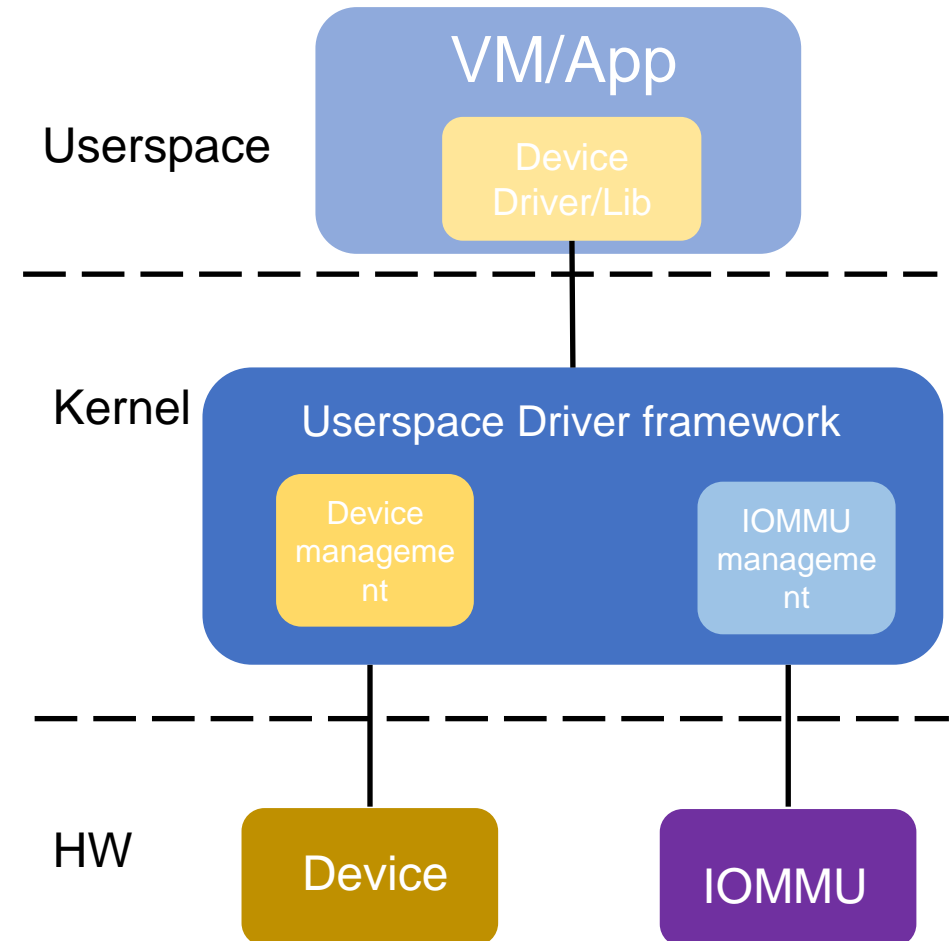 VM/App
Userspace
Device
Driver/Lib
Kernel
Userspace Driver framework
Device
manageme
nt
IOMMU
manageme
nt
HW
Device
IOMMU